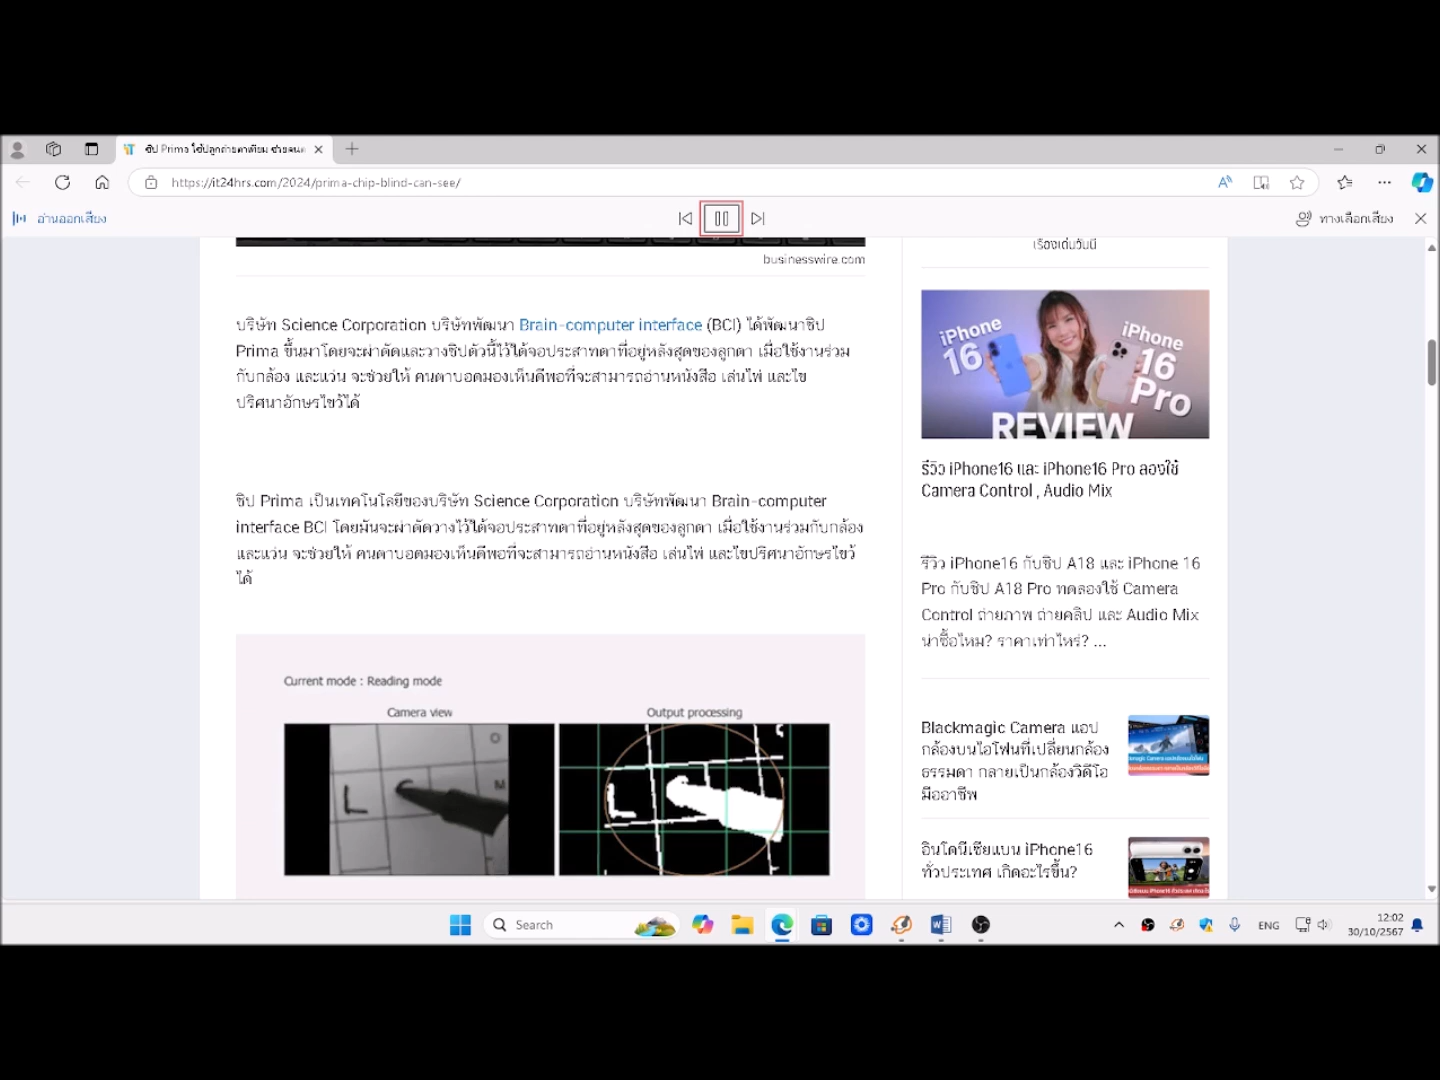 ชิป Prima ใช้ปลูกถ่ายตาเทียม ช่วยคนต
https://it24hrs.com/2024/prima-chip-blind-can-see/
อ่านออกเสียง
ทางเลือกเสียง
businesswire.com
บริษัท Science Corporation บริษัทพัฒนา Brain-computer interface (BCI) ได้พัฒนาชิป
Prima ขึ้นมาโดยจะผ่าตัดและวางชิปตัวนี้ไว้ใต้จอประสาทตาที่อยู่หลังสุดของลูกตา เมื่อใช้งานร่วม
กับกล้อง และแว่น จะช่วยให้ คนตาบอดมองเห็นดีพอที่จะสามารถอ่านหนังสือ เล่นไพ่ และไข
ปริศนาอักษรไขว้ได้
ชิป Prima เป็นเทคโนโลยีของบริษัท Science Corporation บริษัทพัฒนา Brain-computer
interface BCI โดยมันจะผ่าตัดวางไว้ใต้จอประสาทตาที่อยู่หลังสุดของลูกตา เมื่อใช้งานร่วมกับกล้อง
และแว่น จะช่วยให้ คนตาบอดมองเห็นดีพอที่จะสามารถอ่านหนังสือ เล่นไพ่ และไขปริศนาอักษรไขว้
ได้
Current mode : Reading mode
Camera view
Output processing
L
M
เรื่องเด่นวันนี้
iPhone
16
iPhone
16
Pro
REVIEW
รีวิว iPhone16 และ iPhone16 Pro ลองใช้
Camera Control , Audio Mix
รีวิว iPhone16 กับชิป A18 และ iPhone 16
Pro กับชิป A18 Pro ทดลองใช้ Camera
Control ถ่ายภาพ ถ่ายคลิป และ Audio Mix
น่าซื้อไหม? ราคาเท่าไหร่? ...
Blackmagic Camera แอป
กล้องบนไอโฟนที่เปลี่ยนกล้อง
ธรรมดา กลายเป็นกล้องวิดีโอ
มืออาชีพ
อินโดนีเซียแบน iPhone16
ทั่วประเทศ เกิดอะไรขึ้น?
Search
ENG
12:02
30/10/2567